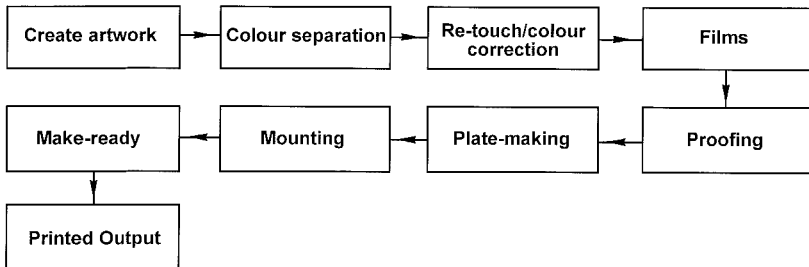 Create artwork
Colour separation
Re-touch/colour
correction
Films
Proofing
Plate-making
Mounting
Make-ready
Printed Output